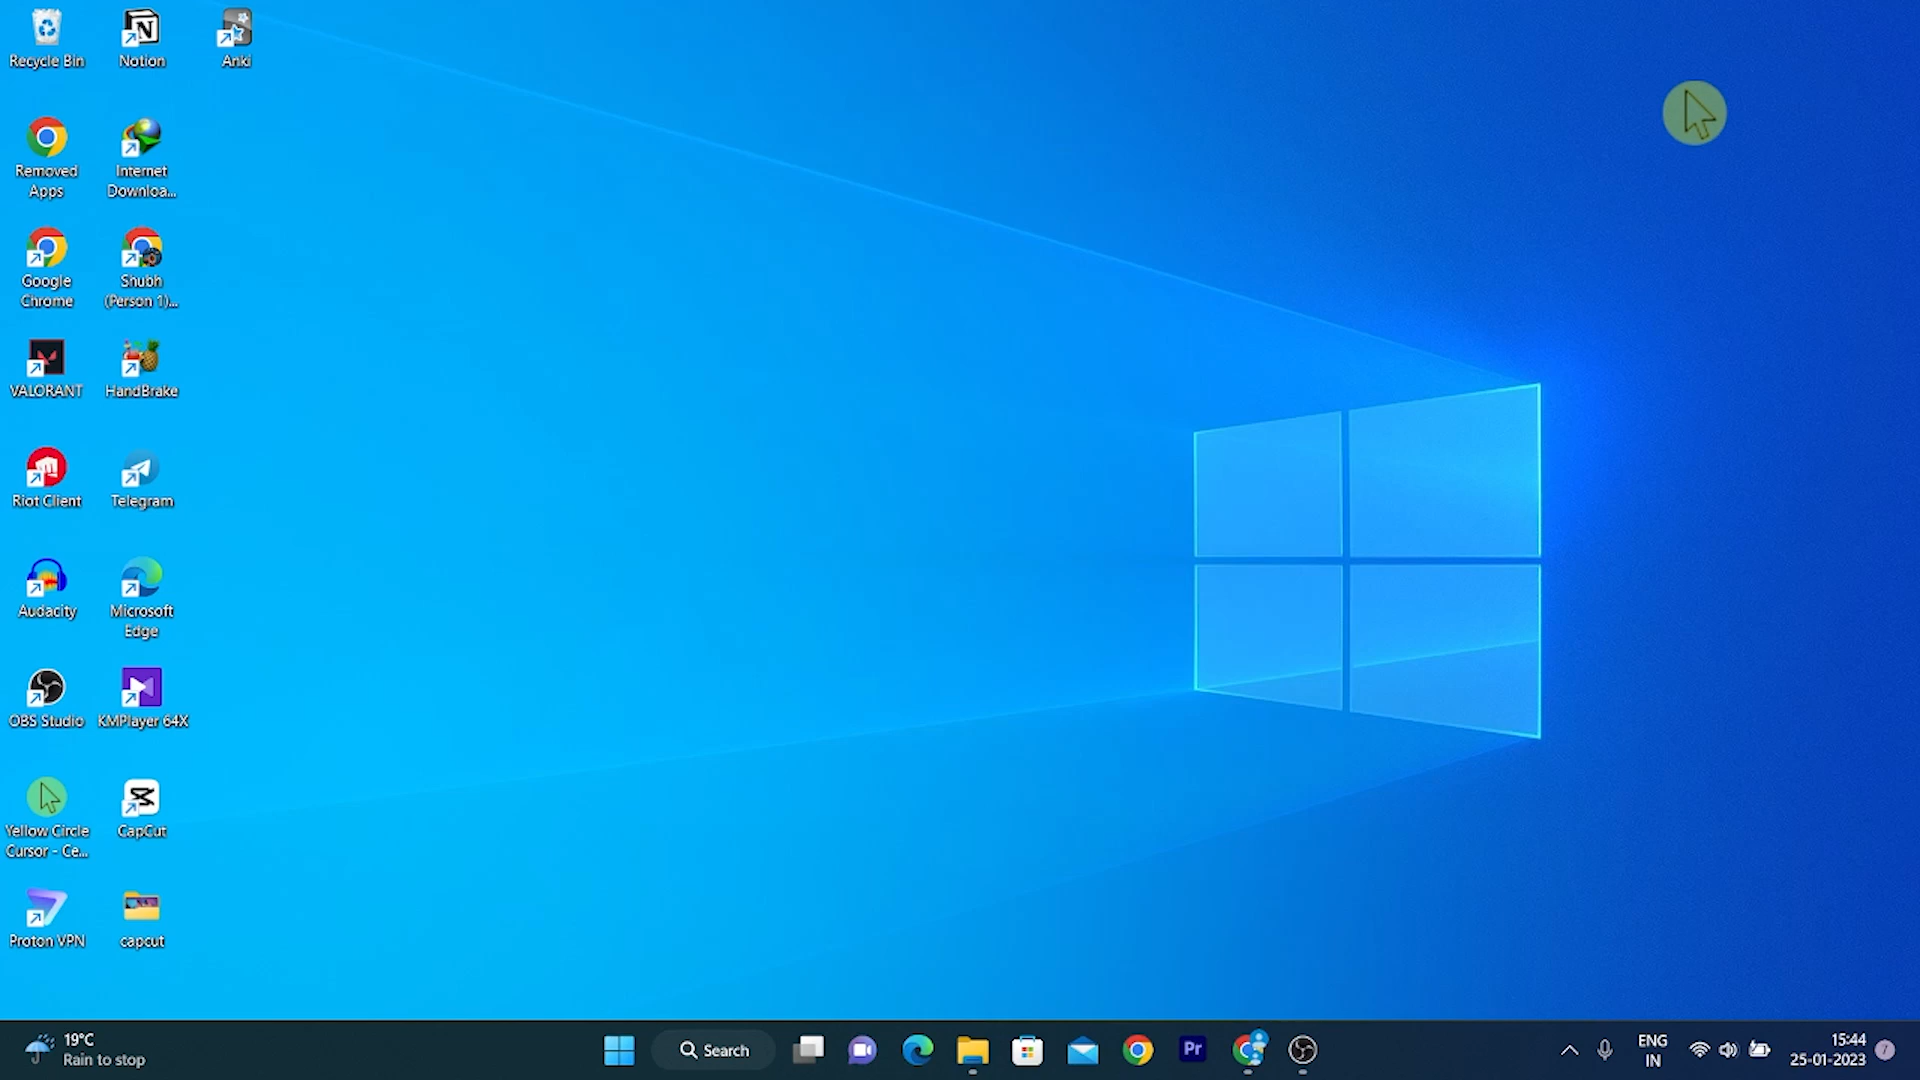 Recycle Bin
Notion
Anki
Removed
Apps
Internet
Downloa...
Google
Chrome
Shubh
(Person 1)...
VALORANT
HandBrake
Riot Client
Telegram
Audacity
Microsoft
Edge
OBS Studio
KMPlayer 64X
Yellow Circle
Cursor - Ce...
CapCut
Proton VPN
capcut
19°C
Rain to stop
Search
Pr
ENG
IN
15:44
25-01-2023
7